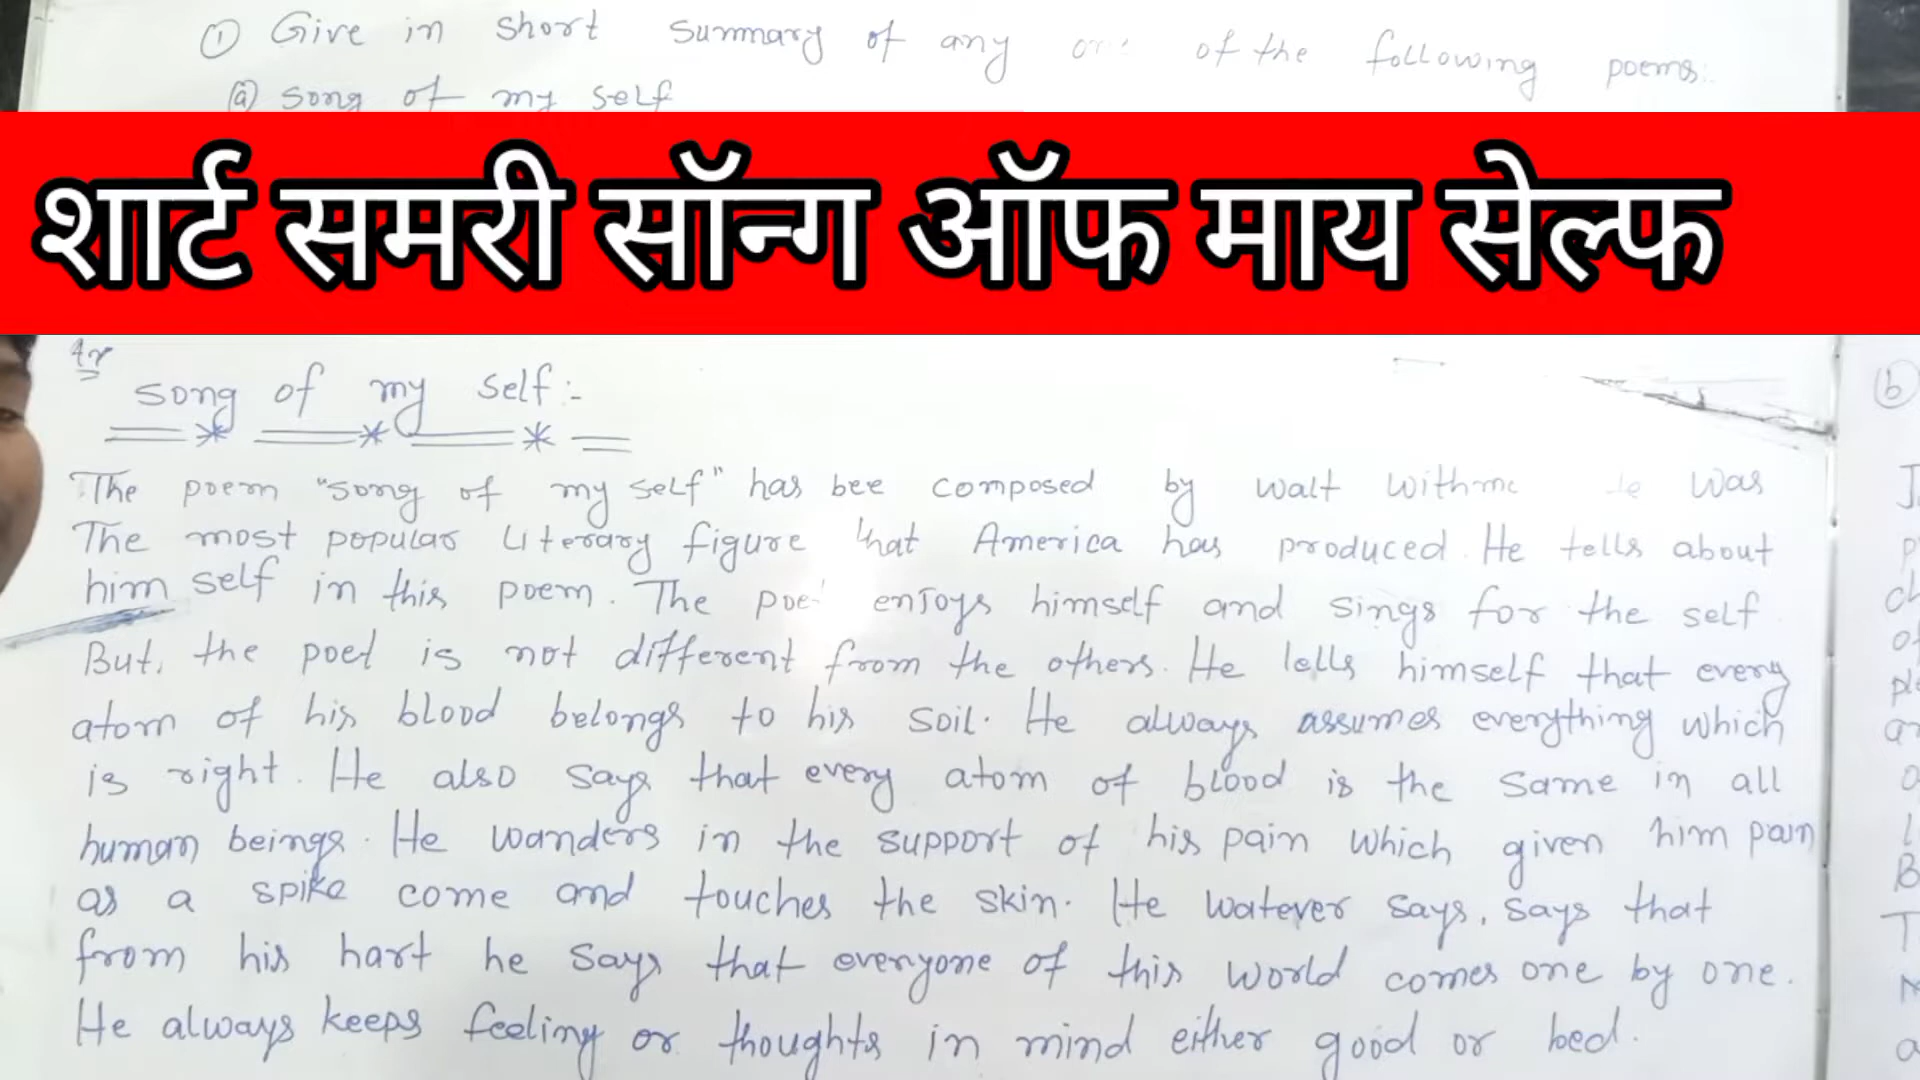 ① Give in short summary of any of the following poems:
ⓐ song of my self
शार्ट समरी सॉन्ग ऑफ माय सेल्फ
song of my self:-
The poem "song of my self" has bee composed by walt was
The most popular Literary figure that America has produced. He tells about
him self in this poem. The enjoys himself and sings for the self
But, the poet is not different from the others. He tells himself that every
atom of his blood belongs to his soil. He always assumes everything which
is right. He also says that every atom of blood is the same in all
human beings. He wanders in the support of his pain which given him pain
as a spike come and touches the skin. He watever says, says that
from his hart he says that everyone of this world comes one by one.
He always keeps feeling or thoughts in mind either good or bed.
ⓑ